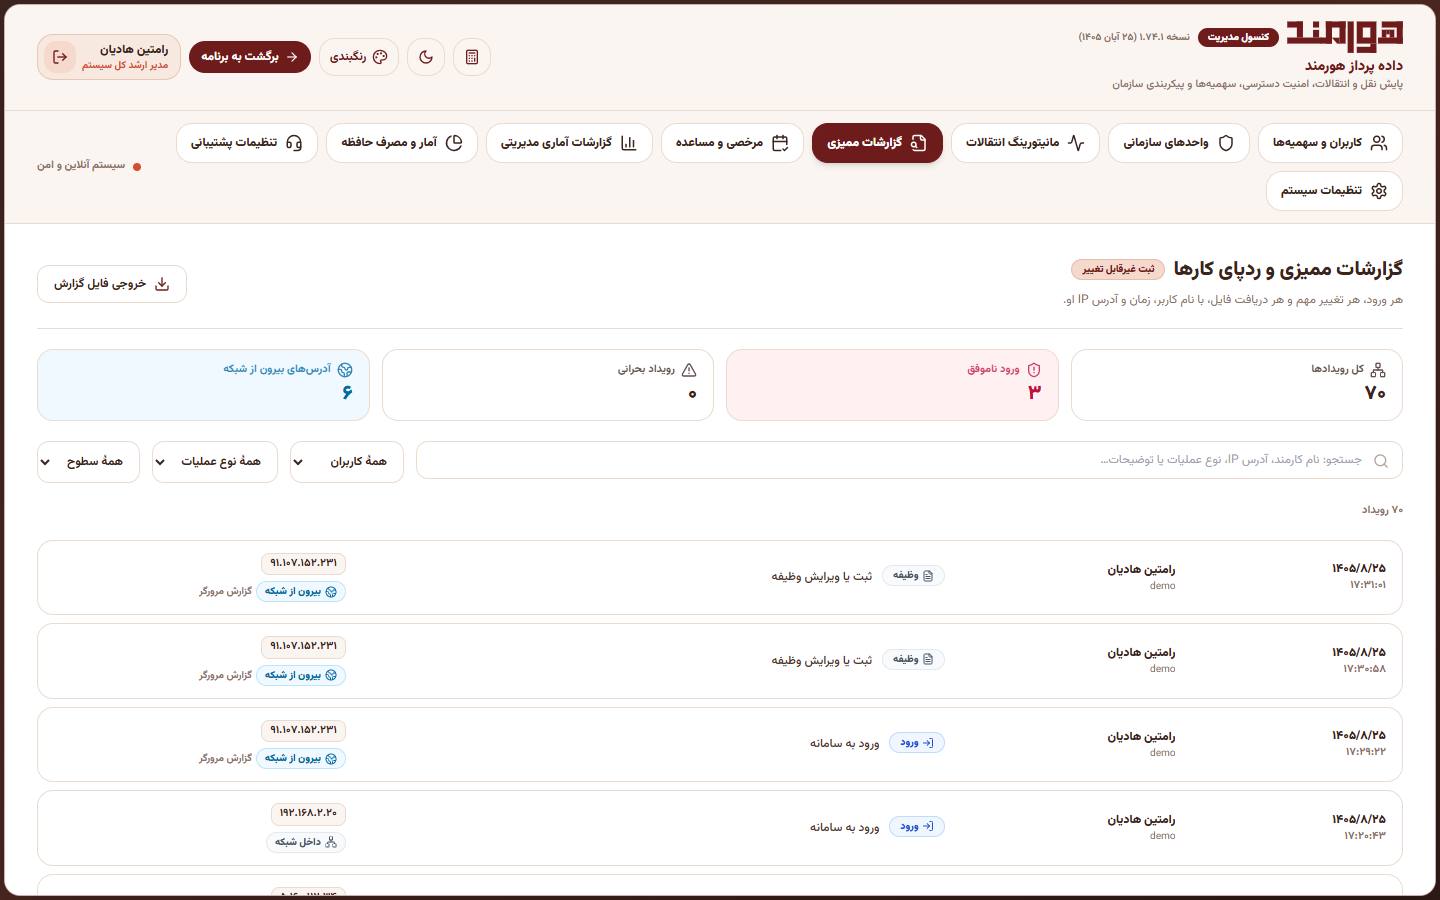 هورمند
کنسول مدیریت
نسخه ۱.۷۴.۱ (۲۵ آبان ۱۴۰۵)
داده پرداز هورمند
پایش نقل و انتقالات، امنیت دسترسی، سهمیه‌ها و پیکربندی سازمان
رنگبندی
برگشت به برنامه
رامتین هادیان
مدیر ارشد کل سیستم
کاربران و سهمیه‌ها
واحدهای سازمانی
مانیتورینگ انتقالات
گزارشات ممیزی
مرخصی و مساعده
گزارشات آماری مدیریتی
آمار و مصرف حافظه
تنظیمات پشتیبانی
سیستم آنلاین و امن
تنظیمات سیستم
گزارشات ممیزی و ردپای کارها
ثبت غیرقابل تغییر
هر ورود، هر تغییر مهم و هر دریافت فایل، با نام کاربر، زمان و آدرس IP او.
خروجی فایل گزارش
کل رویدادها
۷۰
ورود ناموفق
۳
رویداد بحرانی
۰
آدرس‌های بیرون از شبکه
۶
جستجو: نام کارمند، آدرس IP، نوع عملیات یا توضیحات...
همهٔ کاربران
همهٔ نوع عملیات
همهٔ سطوح
۷۰ رویداد
۱۴۰۵/۸/۲۵
۱۷:۳۱:۰۱
رامتین هادیان
demo
وظیفه
ثبت یا ویرایش وظیفه
۹۱.۱۰۷.۱۵۲.۲۳۱
بیرون از شبکه
گزارش مرورگر
۱۴۰۵/۸/۲۵
۱۷:۳۰:۵۸
رامتین هادیان
demo
وظیفه
ثبت یا ویرایش وظیفه
۹۱.۱۰۷.۱۵۲.۲۳۱
بیرون از شبکه
گزارش مرورگر
۱۴۰۵/۸/۲۵
۱۷:۲۹:۲۲
رامتین هادیان
demo
ورود
ورود به سامانه
۹۱.۱۰۷.۱۵۲.۲۳۱
بیرون از شبکه
گزارش مرورگر
۱۴۰۵/۸/۲۵
۱۷:۲۰:۴۳
رامتین هادیان
demo
ورود
ورود به سامانه
۱۹۲.۱۶۸.۲.۲۰
داخل شبکه